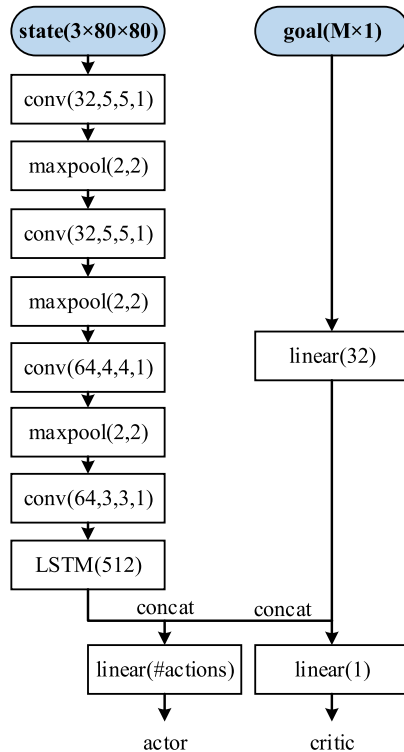 state(3×80×80)
goal(M×1)
conv(32,5,5,1)
maxpool(2,2)
conv(32,5,5,1)
maxpool(2,2)
conv(64,4,4,1)
linear(32)
maxpool(2,2)
conv(64,3,3,1)
LSTM(512)
concat
concat
linear(#actions)
linear(1)
actor
critic